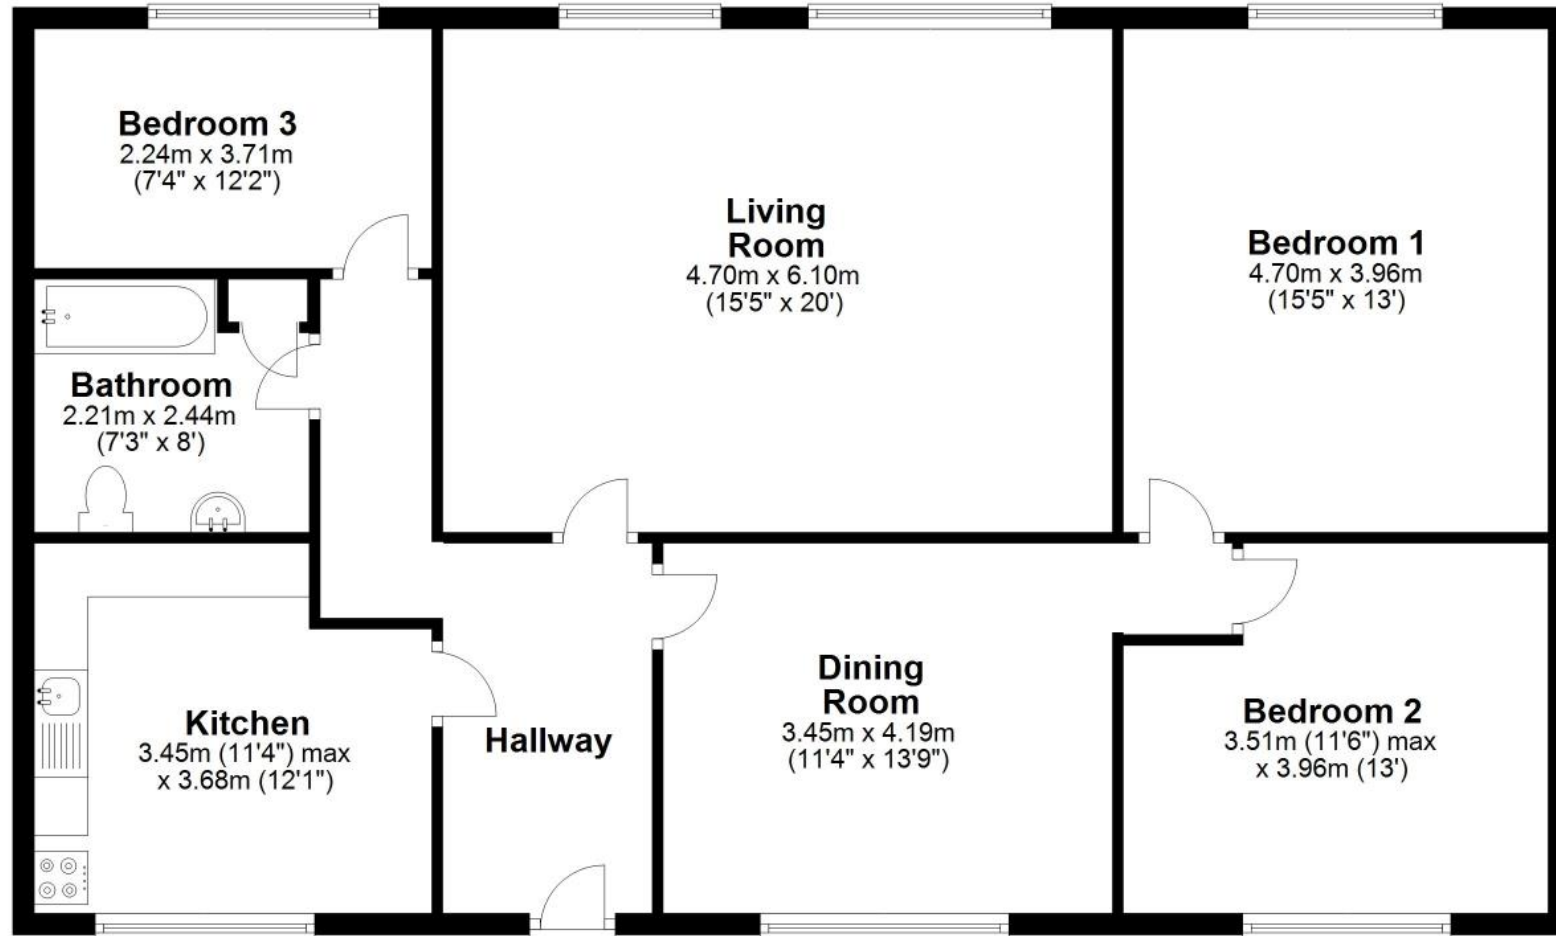 Bedroom 3
2.24m x 3.71m
(7'4" x 12'2")
Living
Room
4.70m x 6.10m
(15'5" x 20')
Bedroom 1
4.70m x 3.96m
(15'5" x 13')
Bathroom
2.21m x 2.44m
(7'3" x 8')
Kitchen
3.45m (11'4") max
x 3.68m (12'1")
Hallway
Dining
Room
3.45m x 4.19m
(11'4" x 13'9")
Bedroom 2
3.51m (11'6") max
x 3.96m (13')